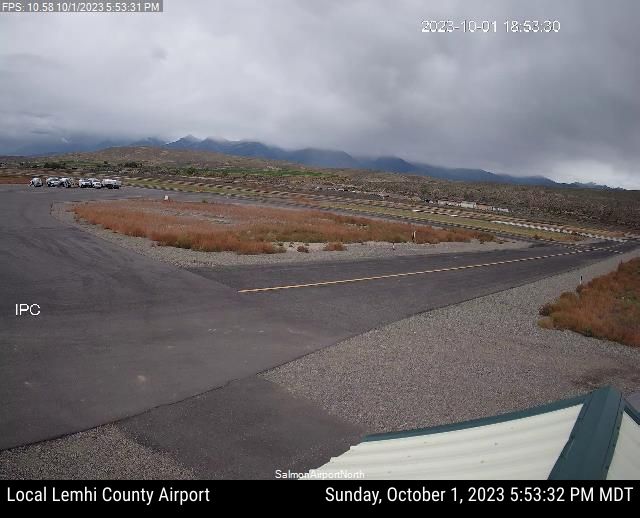 FPS: 10.58 10/1/2023 5:53:31 PM
2023-10-01 18:53:30
IPC
SalmonAirportNorth
Local Lemhi County Airport
Sunday, October 1, 2023 5:53:32 PM MDT